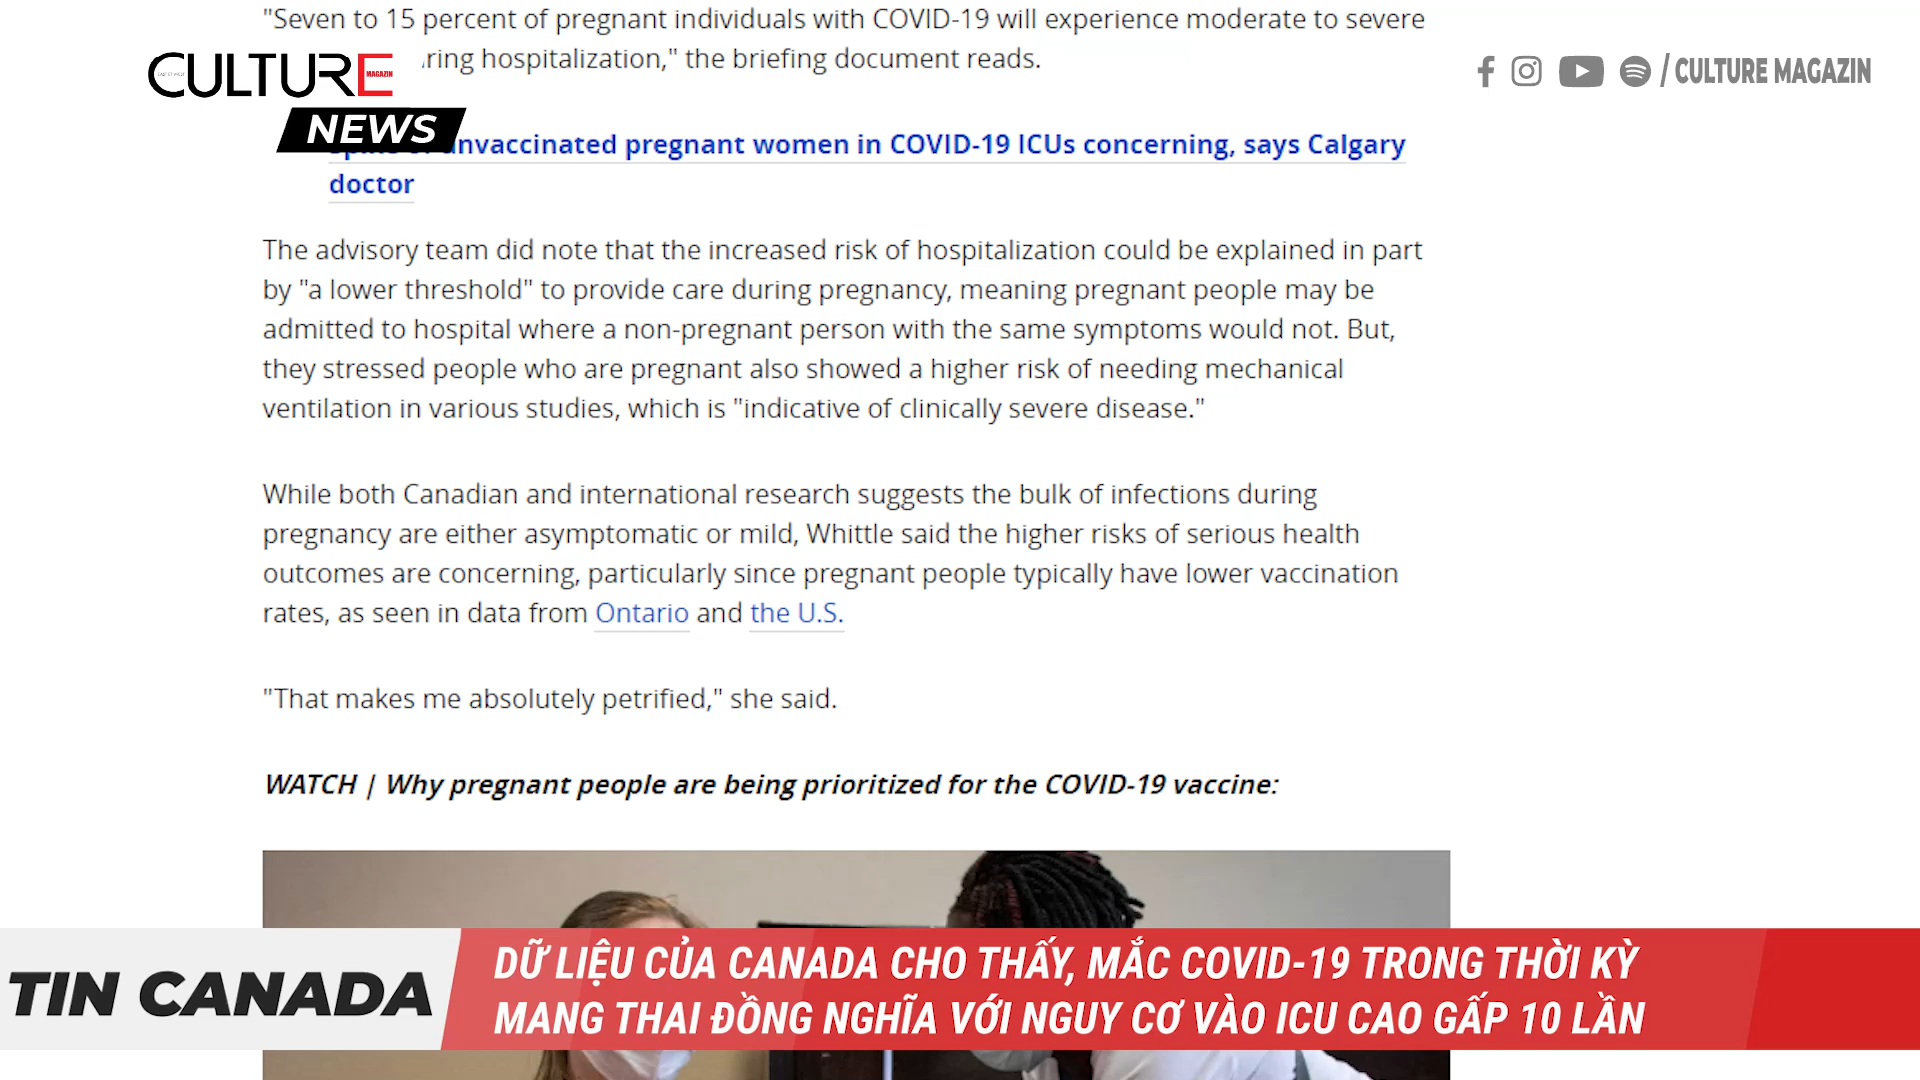 "Seven to 15 percent of pregnant individuals with COVID-19 will experience moderate to severe
hospitalization," the briefing document reads.
CULTURE
MAGAZIN
NEWS
/ CULTURE MAGAZIN
unvaccinated pregnant women in COVID-19 ICUs concerning, says Calgary
doctor
The advisory team did note that the increased risk of hospitalization could be explained in part
by "a lower threshold" to provide care during pregnancy, meaning pregnant people may be
admitted to hospital where a non-pregnant person with the same symptoms would not. But,
they stressed people who are pregnant also showed a higher risk of needing mechanical
ventilation in various studies, which is "indicative of clinically severe disease."
While both Canadian and international research suggests the bulk of infections during
pregnancy are either asymptomatic or mild, Whittle said the higher risks of serious health
outcomes are concerning, particularly since pregnant people typically have lower vaccination
rates, as seen in data from Ontario and the U.S.
"That makes me absolutely petrified," she said.
WATCH | Why pregnant people are being prioritized for the COVID-19 vaccine:
TIN CANADA
DỮ LIỆU CỦA CANADA CHO THẤY, MẮC COVID-19 TRONG THỜI KỲ
MANG THAI ĐỒNG NGHĨA VỚI NGUY CƠ VÀO ICU CAO GẤP 10 LẦN